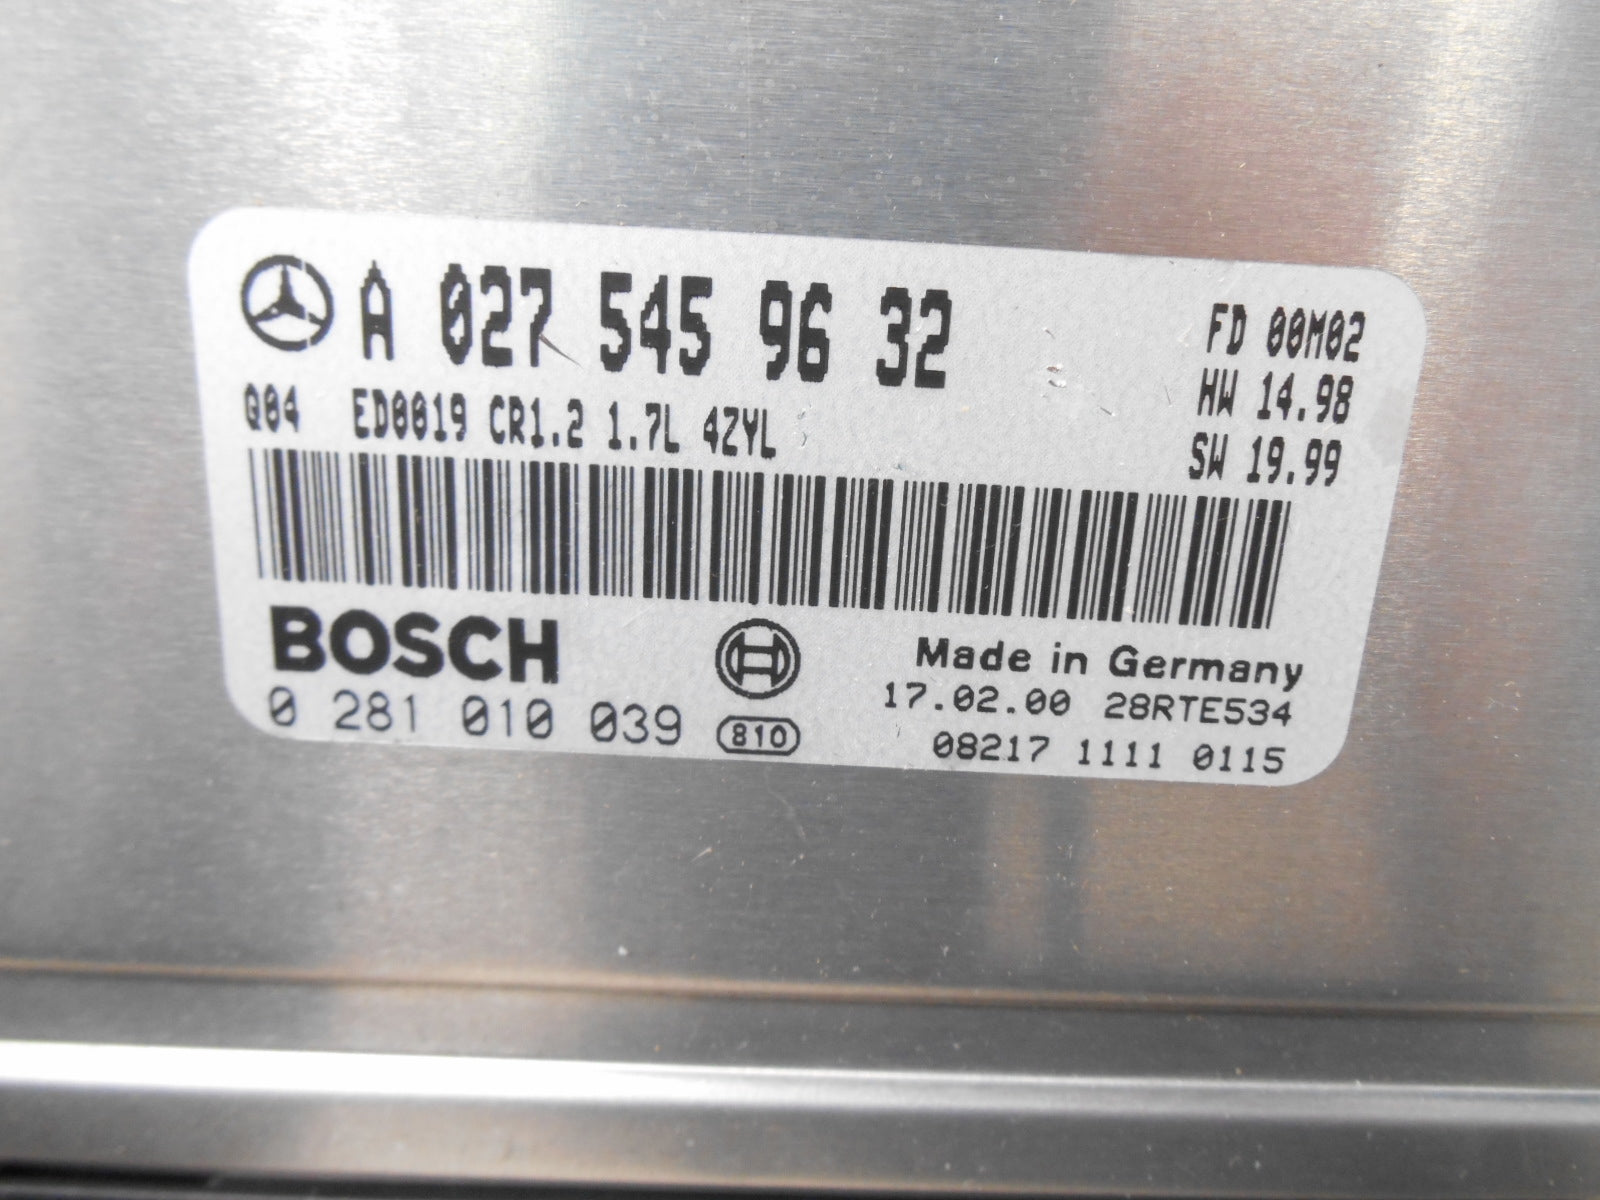 A 027 545 96 32
FD 00M02
HW 14.98
SW 19.99
Q04 ED0019 CR1.2 1.7L 4ZYL
BOSCH
0 281 010 039
810
Made in Germany
17.02.00 28RTE534
08217 1111 0115